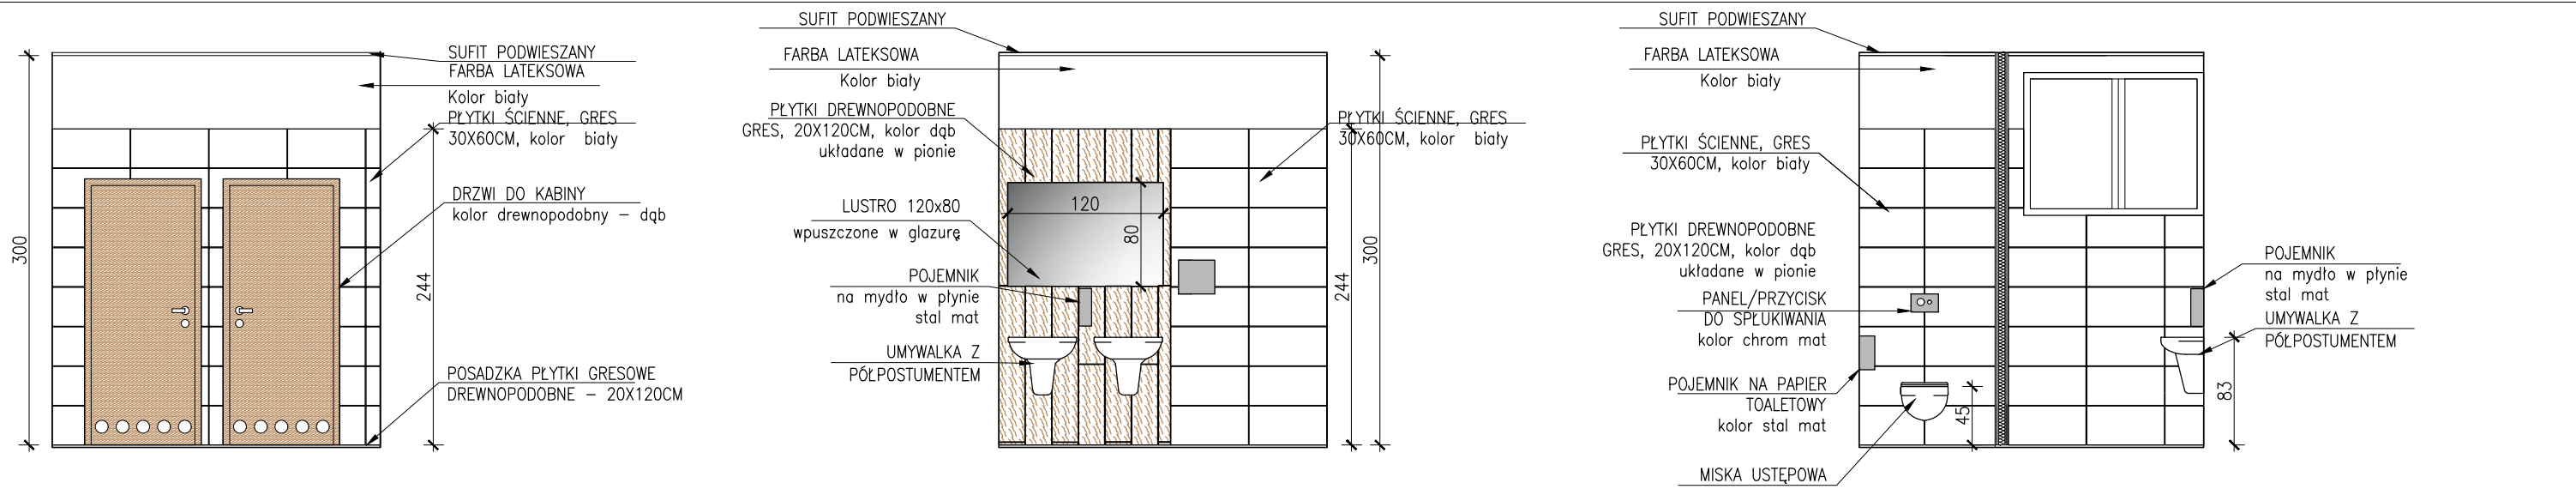 SUFIT PODWIESZANY
FARBA LATEKSOWA
Kolor biały
PŁYTKI ŚCIENNE, GRES
30X60CM, kolor biały
DRZWI DO KABINY
kolor drewnopodobny – dąb
POSADZKA PŁYTKI GRESOWE
DREWNOPODOBNE – 20X120CM
300
244
SUFIT PODWIESZANY
FARBA LATEKSOWA
Kolor biały
PŁYTKI DREWNOPODOBNE
GRES, 20X120CM, kolor dąb
układane w pionie
LUSTRO 120x80
wpuszczone w glazurę
POJEMNIK
na mydło w płynie
stal mat
UMYWALKA Z
PÓŁPOSTUMENTEM
120
80
PŁYTKI ŚCIENNE, GRES
30X60CM, kolor biały
244
300
SUFIT PODWIESZANY
FARBA LATEKSOWA
Kolor biały
PŁYTKI ŚCIENNE, GRES
30X60CM, kolor biały
PŁYTKI DREWNOPODOBNE
GRES, 20X120CM, kolor dąb
układane w pionie
PANEL/PRZYCISK
DO SPŁUKIWANIA
kolor chrom mat
POJEMNIK NA PAPIER
TOALETOWY
kolor stal mat
MISKA USTĘPOWA
45
83
POJEMNIK
na mydło w płynie
stal mat
UMYWALKA Z
PÓŁPOSTUMENTEM